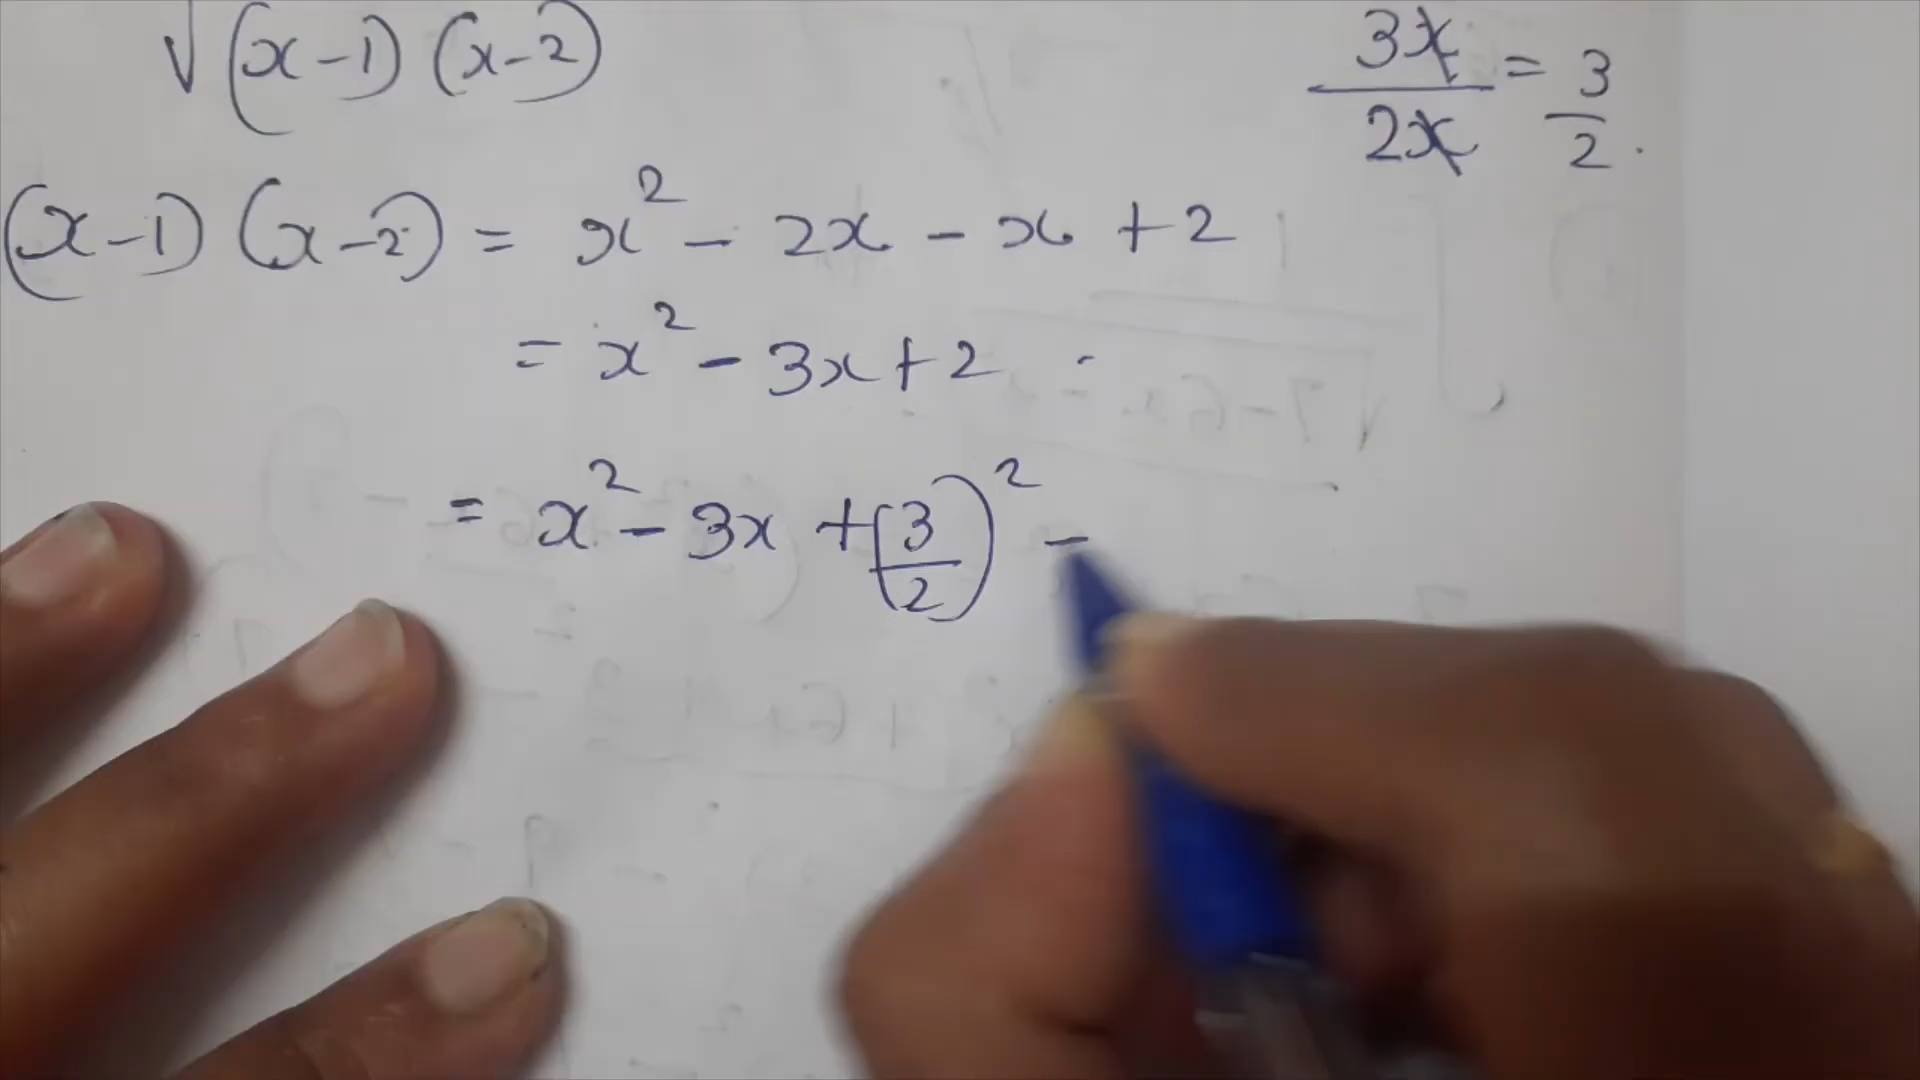 √(x-1)(x-2)
3x/2x = 3/2.
(x-1)(x-2) = x² - 2x - x + 2
= x² - 3x + 2
= x² - 3x + (3/2)² -